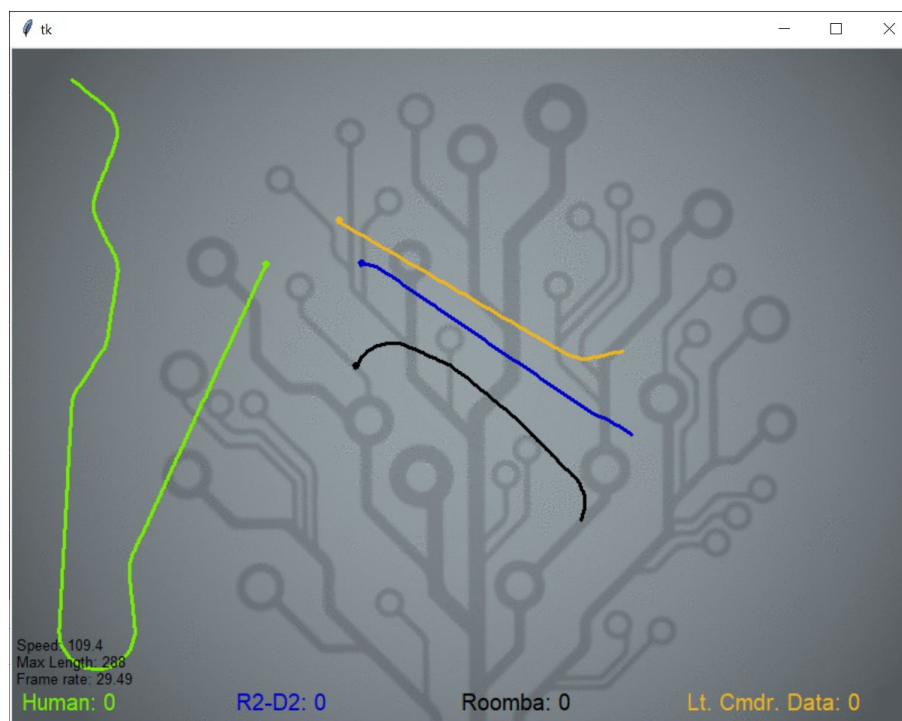 tk
Speed: 109.4
Max Length: 288
Frame rate: 29.49
Human: 0 R2-D2: 0 Roomba: 0 Lt. Cmdr. Data: 0